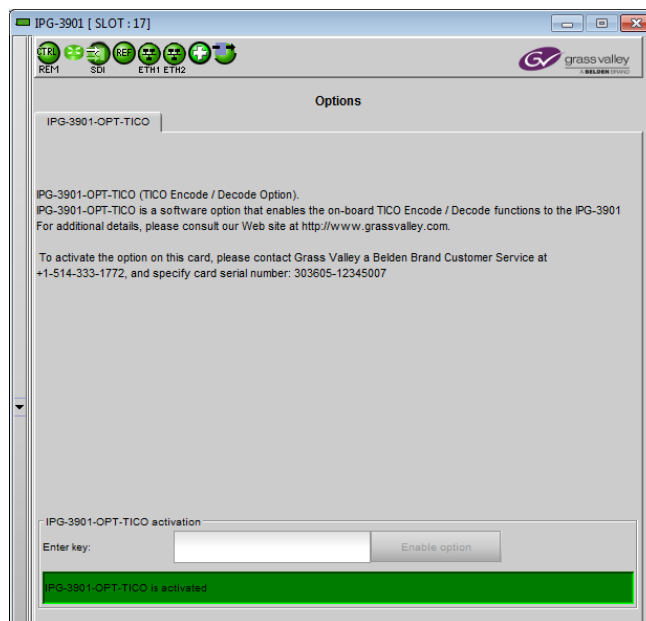 IPG-3901 [ SLOT : 17]
CTRL REF
REM SDI ETH1 ETH2
GV grass valley
A BELDEN BRAND
Options
IPG-3901-OPT-TICO
IPG-3901-OPT-TICO (TICO Encode / Decode Option).
IPG-3901-OPT-TICO is a software option that enables the on-board TICO Encode / Decode functions to the IPG-3901
For additional details, please consult our Web site at http://www.grassvalley.com.
To activate the option on this card, please contact Grass Valley a Belden Brand Customer Service at
+1-514-333-1772, and specify card serial number: 303605-12345007
IPG-3901-OPT-TICO activation
Enter key:
Enable option
IPG-3901-OPT-TICO is activated